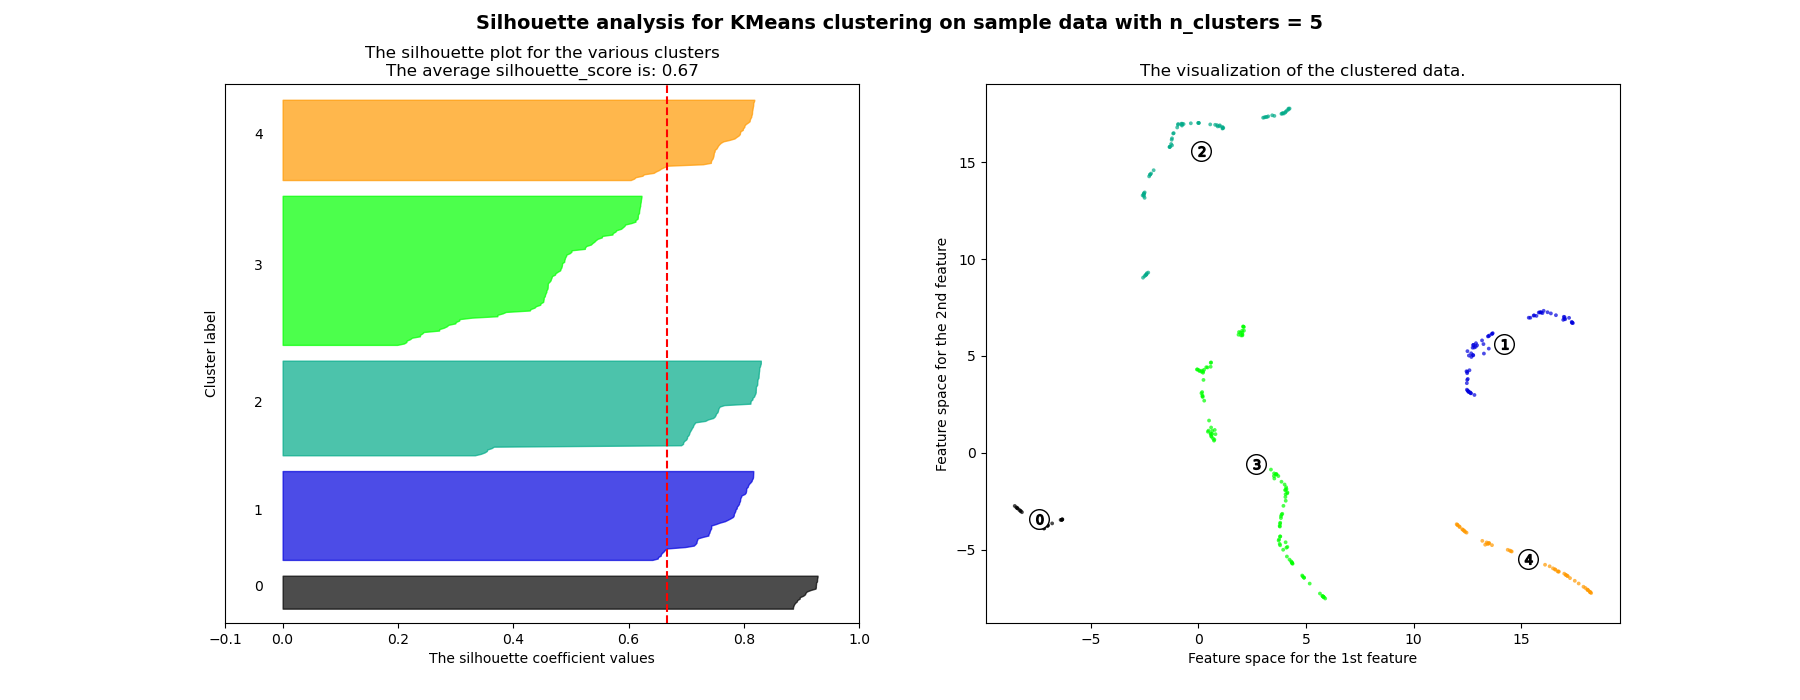 Silhouette analysis for KMeans clustering on sample data with n_clusters = 5
The silhouette plot for the various clusters
The average silhouette_score is: 0.67
Cluster label
4
3
2
1
0
−0.1 0.0 0.2 0.4 0.6 0.8 1.0
The silhouette coefficient values
The visualization of the clustered data.
Feature space for the 2nd feature
15
10
5
0
−5
2
1
3
0
4
−5 0 5 10 15
Feature space for the 1st feature